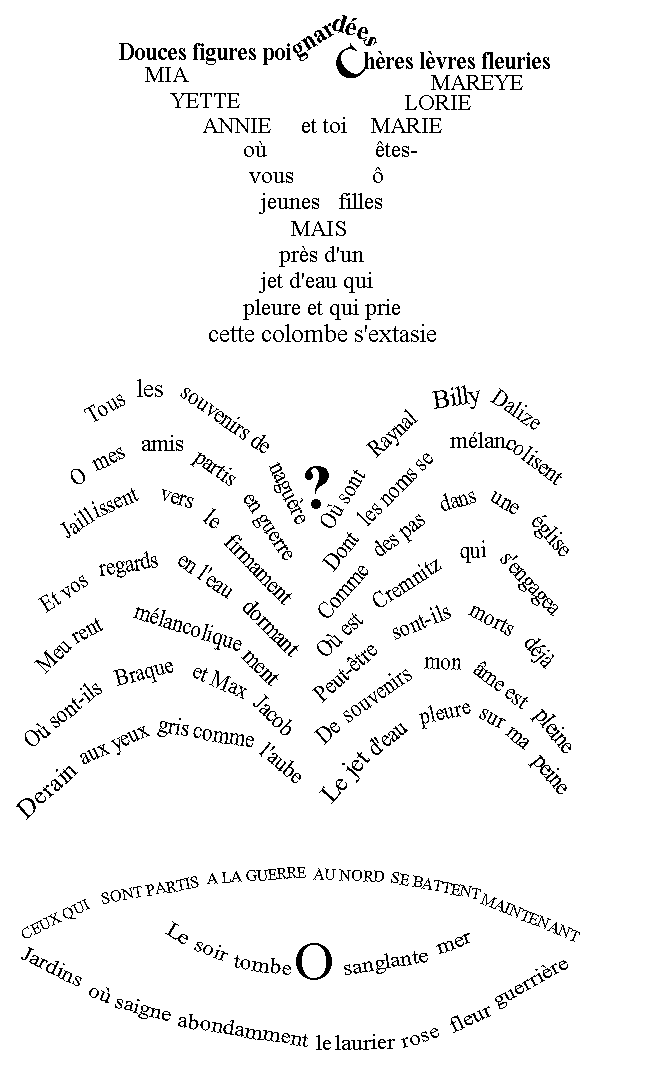 Douces figures poignardées Chères lèvres fleuries
MIA MAREYE
YETTE LORIE
ANNIE et toi MARIE
où êtes-
vous ô
jeunes filles
MAIS
près d'un
jet d'eau qui
pleure et qui prie
cette colombe s'extasie
Tous les souvenirs de naguère
O mes amis partis en guerre
Jaillissent vers le firmament
Et vos regards en l'eau dormant
Meu rent mélancolique ment
Où sont-ils Braque et Max Jacob
Derain aux yeux gris comme l'aube
?
Où sont Raynal Billy Dalize
Dont les noms se mélancolisent
Comme des pas dans une église
Où est Cremnitz qui s'engagea
Peut-être sont-ils morts déjà
De souvenirs mon âme est pleine
Le jet d'eau pleure sur ma peine
CEUX QUI SONT PARTIS A LA GUERRE AU NORD SE BATTENT MAINTENANT
Le soir tombe O sanglante mer
Jardins où saigne abondamment le laurier rose fleur guerrière